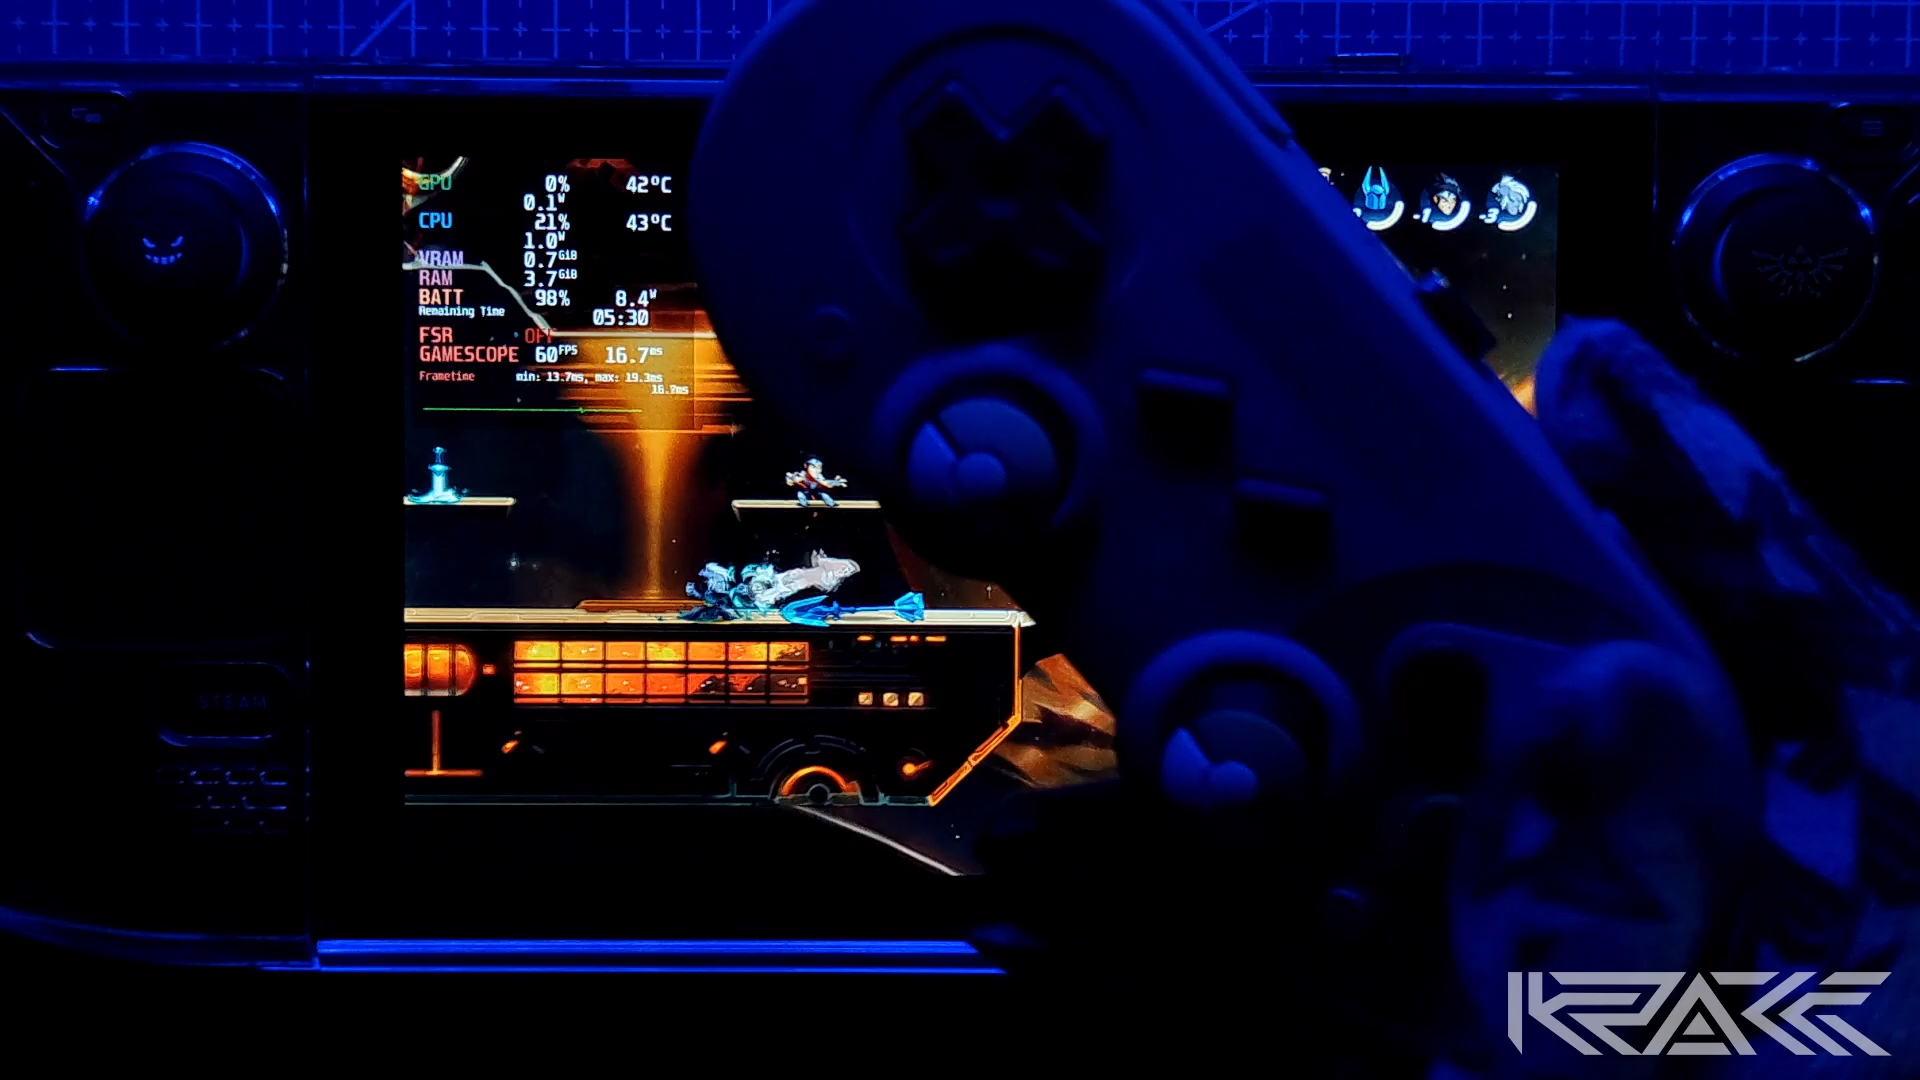 GPU 0% 42°C
0.1W
CPU 21% 43°C
1.0W
VRAM 0.7GiB
RAM 3.7GiB
BATT 98% 8.4W
Remaining Time 05:30
FSR OFF
GAMESCOPE 60FPS 16.7ms
Frametime min: 13.7ms, max: 19.3ms
16.7ms
-1 -3
STEAM